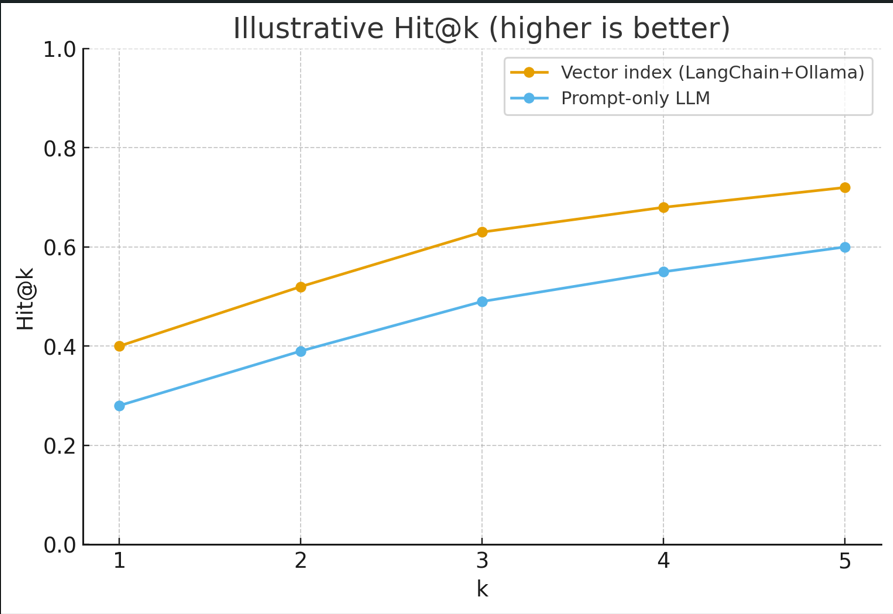 Illustrative Hit@k (higher is better)
1.0
Vector index (LangChain+Ollama)
Prompt-only LLM
0.8
0.6
Hit@k
0.4
0.2
0.0
1 2 3 4 5
k